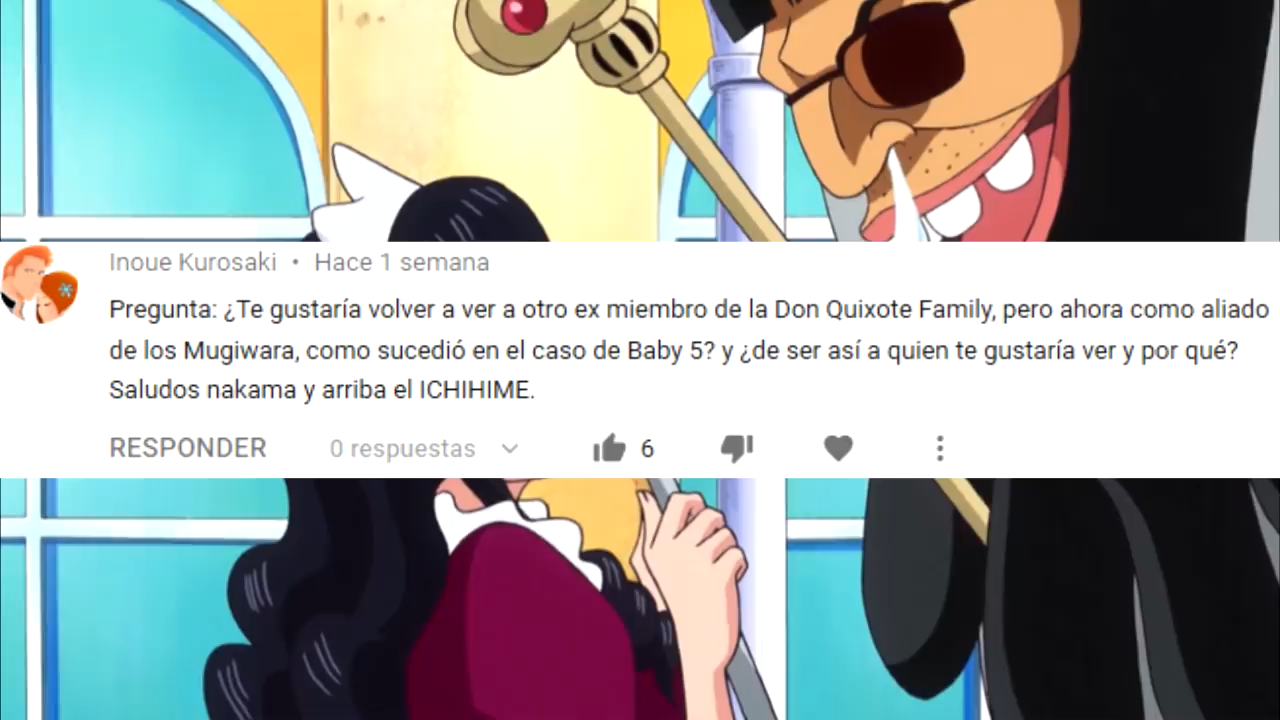 Inoue Kurosaki • Hace 1 semana
Pregunta: ¿Te gustaría volver a ver a otro ex miembro de la Don Quixote Family, pero ahora como aliado
de los Mugiwara, como sucedió en el caso de Baby 5? y ¿de ser así a quien te gustaría ver y por qué?
Saludos nakama y arriba el ICHIHIME.
RESPONDER 0 respuestas 6